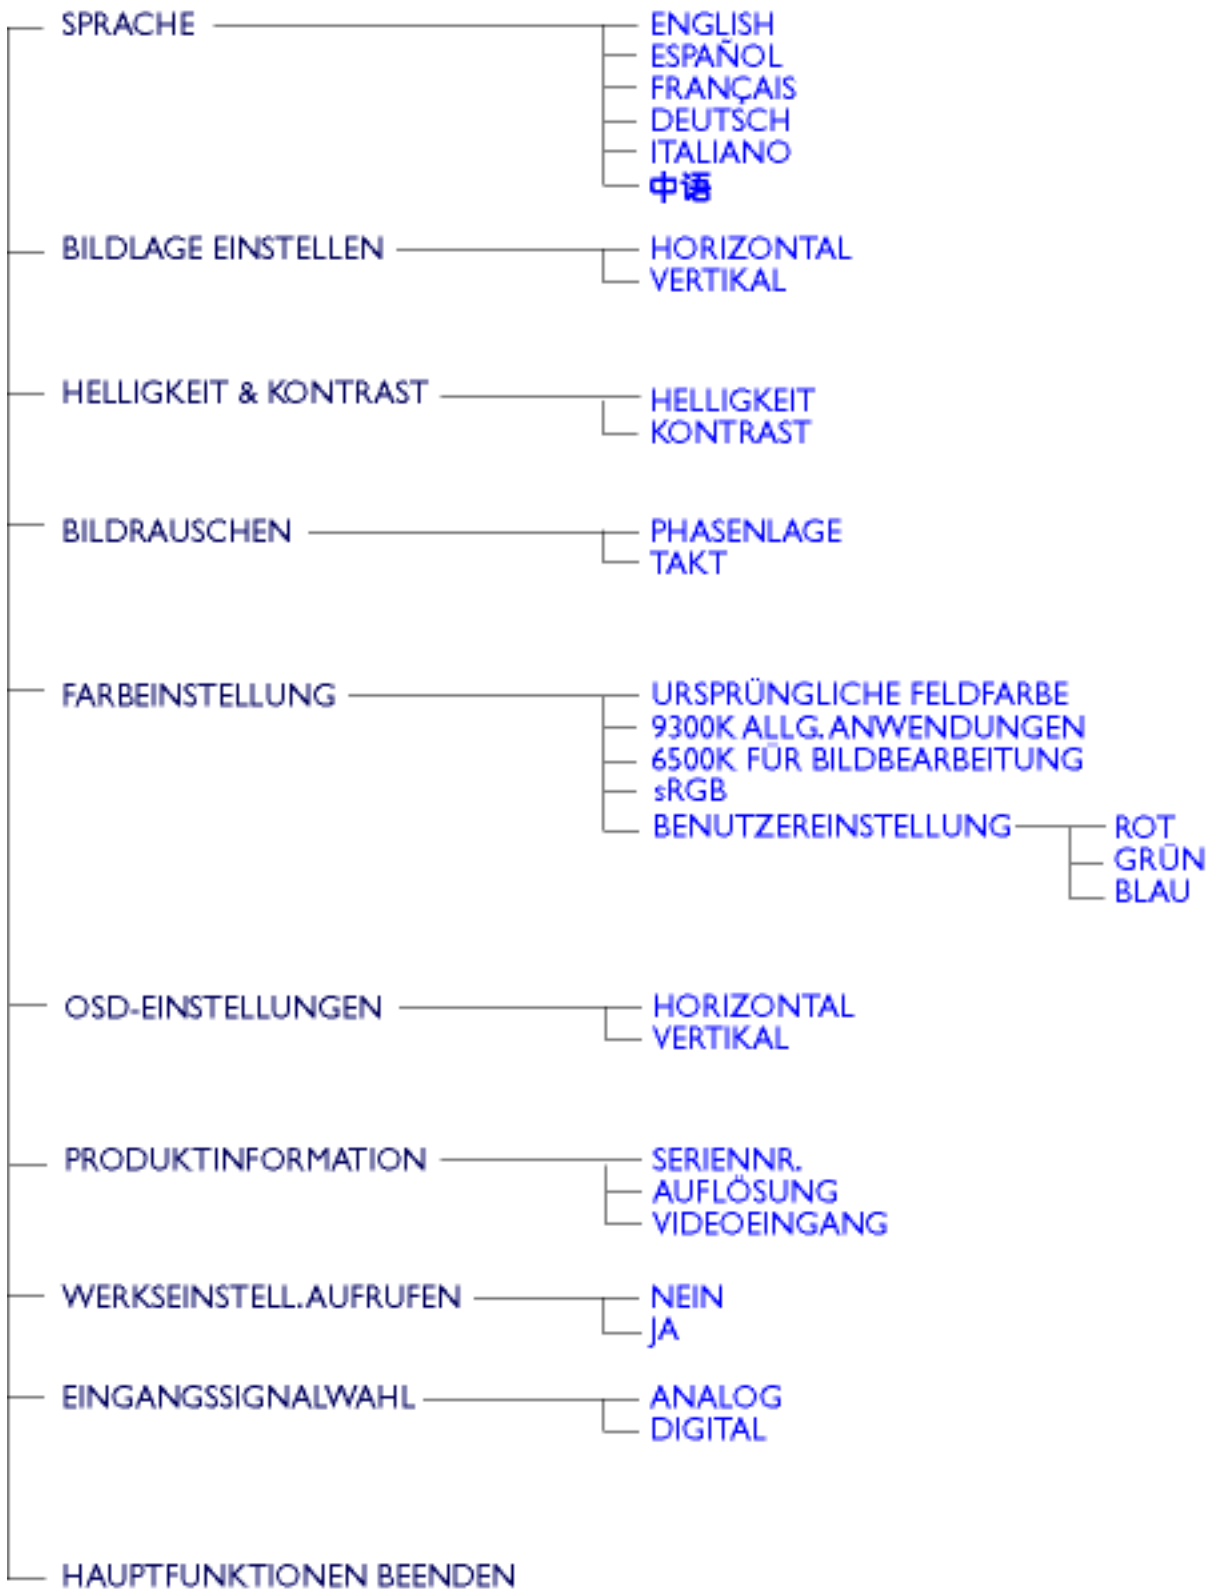 SPRACHE
ENGLISH
ESPAÑOL
FRANÇAIS
DEUTSCH
ITALIANO
中语
BILDLAGE EINSTELLEN
HORIZONTAL
VERTIKAL
HELLIGKEIT & KONTRAST
HELLIGKEIT
KONTRAST
BILDRAUSCHEN
PHASENLAGE
TAKT
FARBEINSTELLUNG
URSPRÜNGLICHE FELDFARBE
9300K ALLG. ANWENDUNGEN
6500K FÜR BILDBEARBEITUNG
sRGB
BENUTZEREINSTELLUNG
ROT
GRÜN
BLAU
OSD-EINSTELLUNGEN
HORIZONTAL
VERTIKAL
PRODUKTINFORMATION
SERIENNR.
AUFLÖSUNG
VIDEOEINGANG
WERKSEINSTELL. AUFRUFEN
NEIN
JA
EINGANGSSIGNALWAHL
ANALOG
DIGITAL
HAUPTFUNKTIONEN BEENDEN